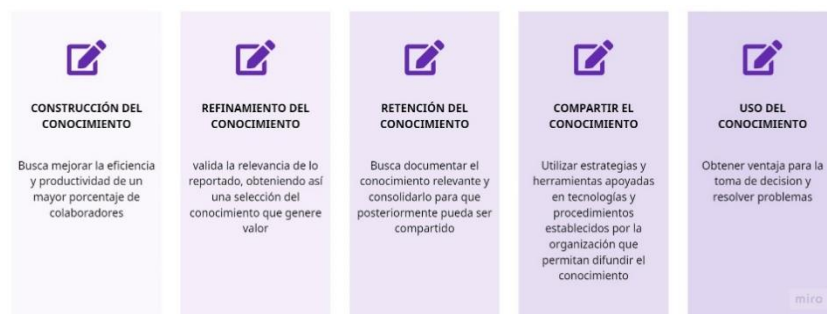 CONSTRUCCIÓN DEL
CONOCIMIENTO
Busca mejorar la eficiencia
y productividad de un
mayor porcentaje de
colaboradores
REFINAMIENTO DEL
CONOCIMIENTO
valida la relevancia de lo
reportado, obteniendo así
una selección del
conocimiento que genere
valor
RETENCIÓN DEL
CONOCIMIENTO
Busca documentar el
conocimiento relevante y
consolidarlo para que
posteriormente pueda ser
compartido
COMPARTIR EL
CONOCIMIENTO
Utilizar estrategias y
herramientas apoyadas
en tecnologías y
procedimientos
establecidos por la
organización que
permitan difundir el
conocimiento
USO DEL
CONOCIMIENTO
Obtener ventaja para la
toma de decision y
resolver problemas
miro